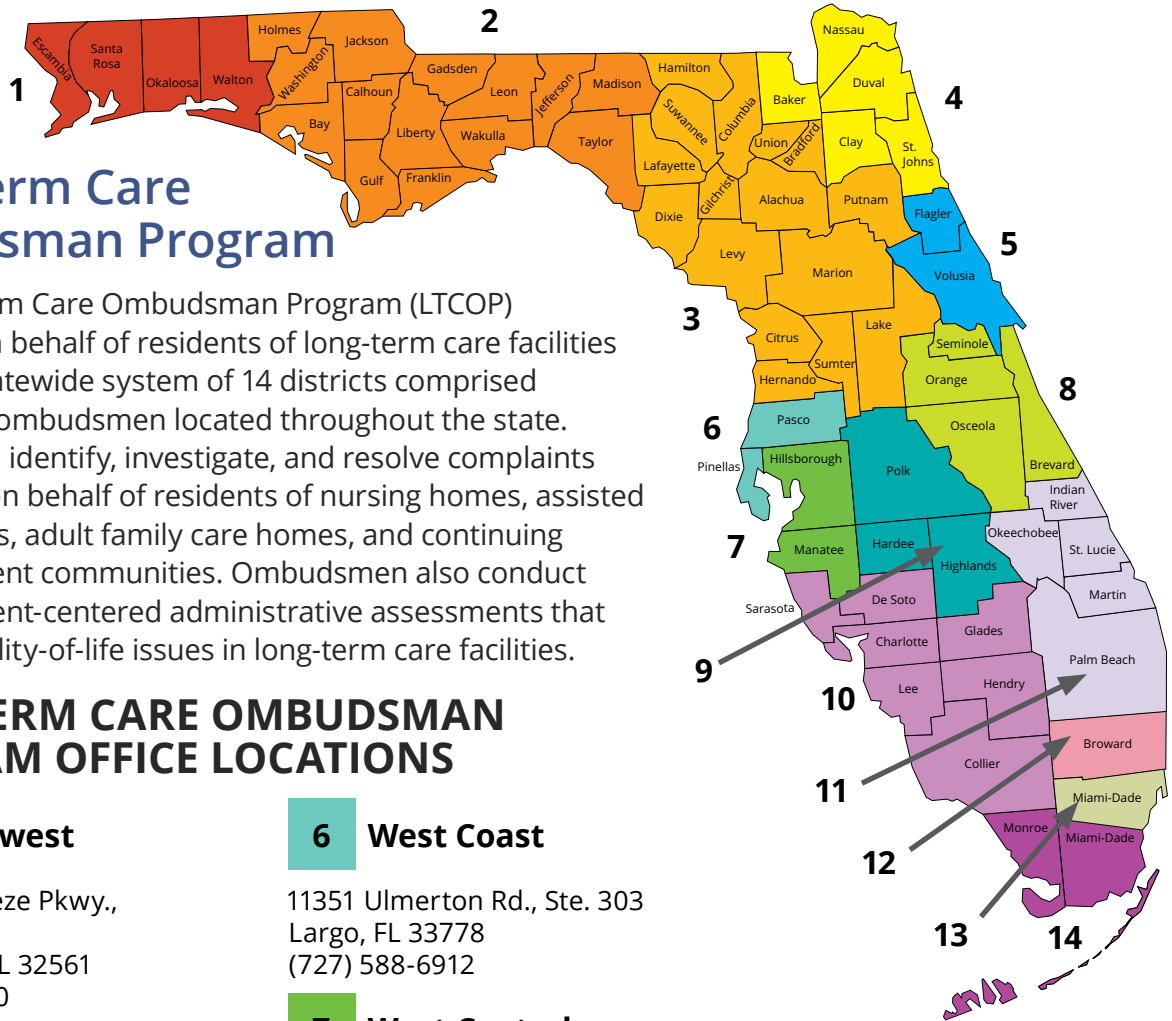 2
1
Escambia
Santa
Rosa
Okaloosa
Walton
Holmes
Washington
Jackson
Bay
Calhoun
Gulf
Liberty
Gadsden
Franklin
Leon
Wakulla
Jefferson
Madison
Taylor
Hamilton
Suwannee
Lafayette
Columbia
Dixie
Gilchrist
Baker
Union
Bradford
Alachua
Levy
Marion
Putnam
Nassau
Duval
Clay
St.
Johns
4
Flagler
Volusia
5
3
Citrus
Hernando
Sumter
Lake
Seminole
Orange
Osceola
Brevard
8
6
Pasco
Pinellas
Hillsborough
7
Manatee
Polk
Hardee
Highlands
Indian
River
Okeechobee
St. Lucie
Martin
Palm Beach
Sarasota
De Soto
Charlotte
Glades
Lee
Hendry
Collier
9
10
11
12
13
14
Broward
Miami-Dade
Monroe
Miami-Dade
erm Care
sman Program
m Care Ombudsman Program (LTCOP)
behalf of residents of long-term care facilities
atewide system of 14 districts comprised
ombudsmen located throughout the state.
identify, investigate, and resolve complaints
on behalf of residents of nursing homes, assisted
s, adult family care homes, and continuing
ent communities. Ombudsmen also conduct
ent-centered administrative assessments that
lity-of-life issues in long-term care facilities.
ERM CARE OMBUDSMAN
AM OFFICE LOCATIONS
west
eze Pkwy.,
L 32561
0
6 West Coast
11351 Ulmerton Rd., Ste. 303
Largo, FL 33778
(727) 588-6912